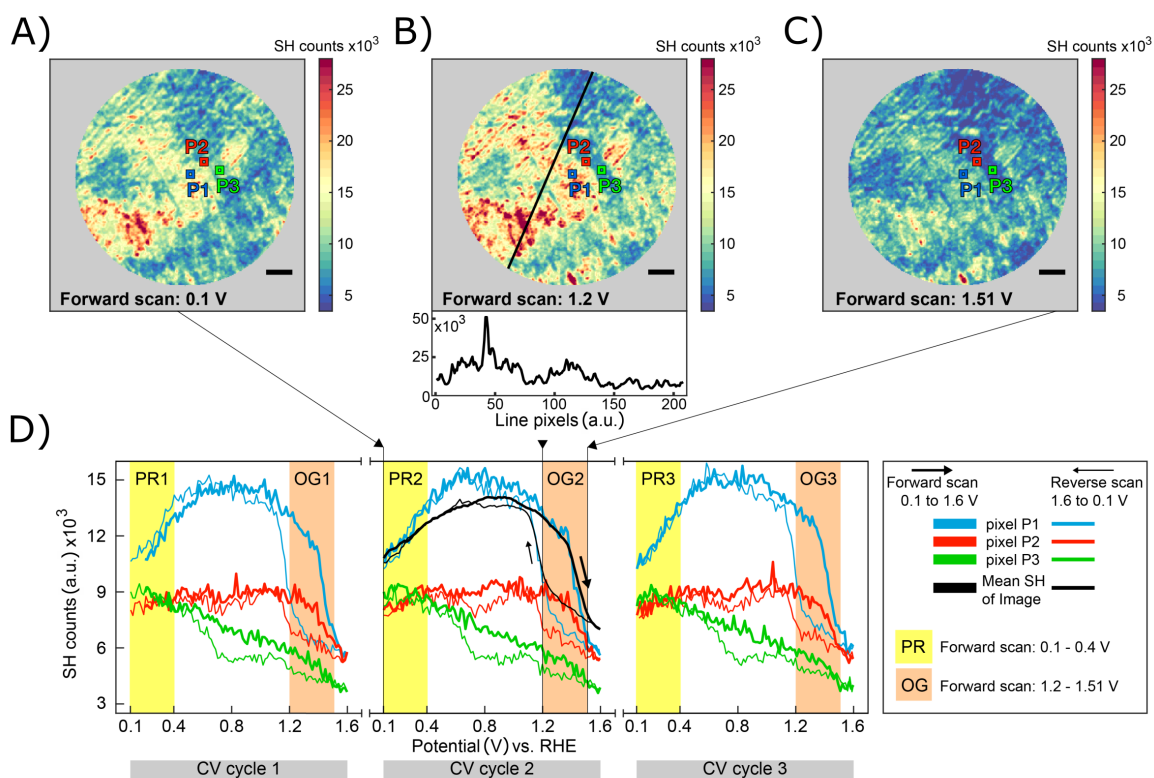 A)
B)
C)
SH counts x10³
SH counts x10³
SH counts x10³
25
20
15
10
5
25
20
15
10
5
25
20
15
10
5
P2
P1
P3
P2
P1
P3
P2
P1
P3
Forward scan: 0.1 V
Forward scan: 1.2 V
Forward scan: 1.51 V
50
x10³
25
0
0
50
100
150
200
Line pixels (a.u.)
D)
SH counts (a.u.) x10³
15
12
9
6
3
PR1
OG1
PR2
OG2
PR3
OG3
0.1
0.4
0.8
1.2
1.6
0.1
0.4
0.8
1.2
1.6
0.1
0.4
0.8
1.2
1.6
Potential (V) vs. RHE
CV cycle 1
CV cycle 2
CV cycle 3
Forward scan
0.1 to 1.6 V
Reverse scan
1.6 to 0.1 V
pixel P1
pixel P2
pixel P3
Mean SH
of Image
PR
Forward scan: 0.1 - 0.4 V
OG
Forward scan: 1.2 - 1.51 V